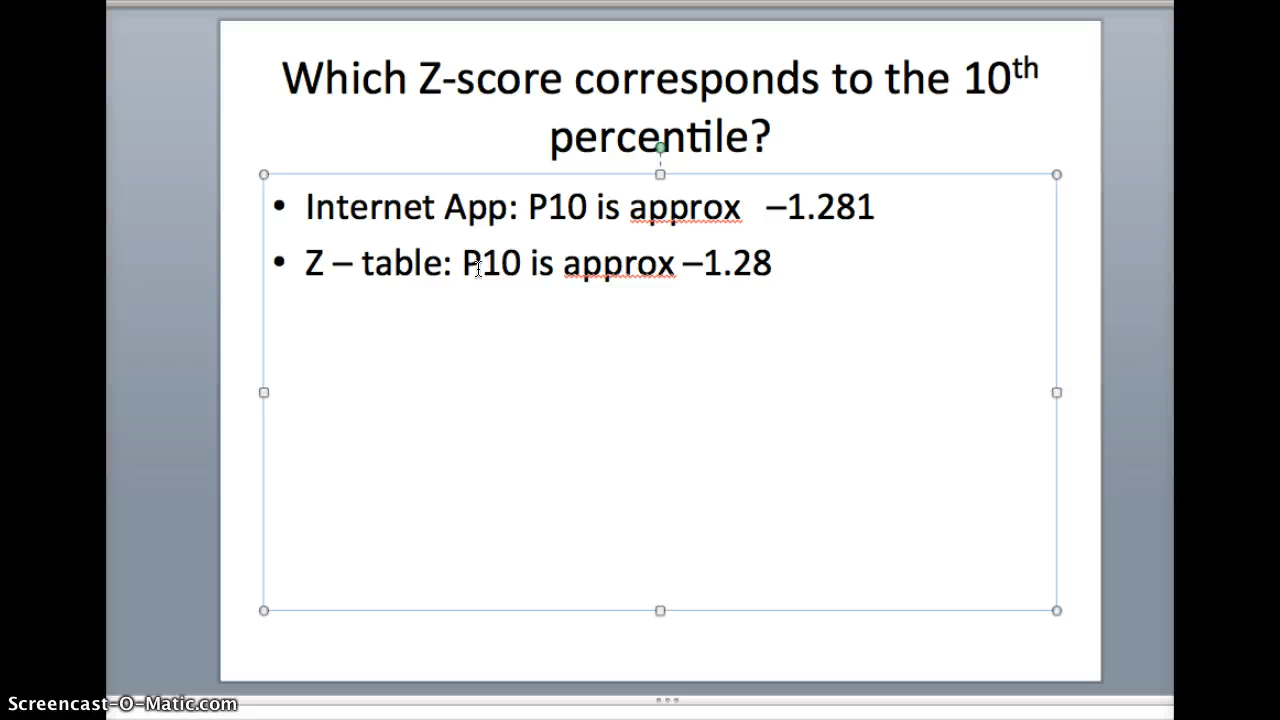 Which Z-score corresponds to the 10th
percentile?
• Internet App: P10 is approx –1.281
• Z – table: P10 is approx –1.28
Screencast-O-Matic.com